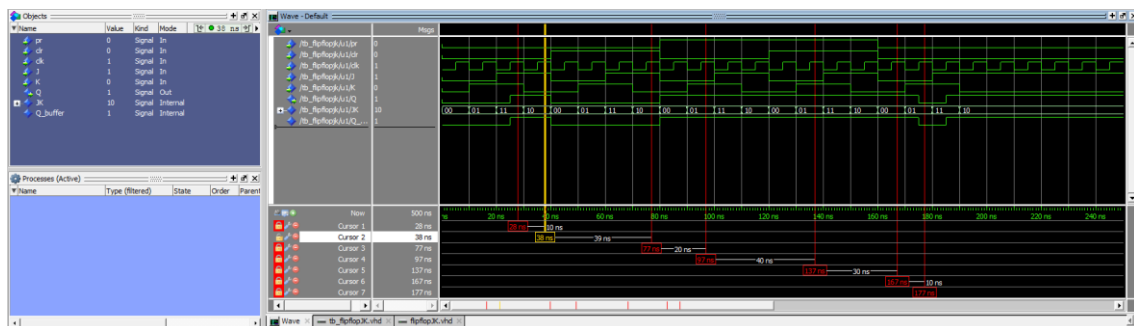 Objects
Name Value Kind Mode 38 ns
pr 0 Signal In
clr 0 Signal In
clk 1 Signal In
J 1 Signal In
K 0 Signal In
Q 1 Signal Out
JK 10 Signal Internal
Q_buffer 1 Signal Internal
Processes (Active)
Name Type (filtered) State Order Parent
Wave - Default
Msgs
/tb_flipflopjk/u1/pr 0
/tb_flipflopjk/u1/clr 0
/tb_flipflopjk/u1/clk 1
/tb_flipflopjk/u1/J 1
/tb_flipflopjk/u1/K 0
/tb_flipflopjk/u1/Q 1
/tb_flipflopjk/u1/JK 10 00 01 11 10 00 01 11 10 00 01 11 10 00 01 11 10 00 01 11 10
/tb_flipflopjk/u1/Q_... 1
Now 500 ns ns 20 ns 40 ns 60 ns 80 ns 100 ns 120 ns 140 ns 160 ns 180 ns 200 ns 220 ns 240 ns
Cursor 1 28 ns 28 ns 10 ns
Cursor 2 38 ns 38 ns 39 ns
Cursor 3 77 ns 77 ns 20 ns
Cursor 4 97 ns 97 ns 40 ns
Cursor 5 137 ns 137 ns 30 ns
Cursor 6 167 ns 167 ns 10 ns
Cursor 7 177 ns 177 ns
Wave tb_flipflopJK.vhd flipflopJK.vhd